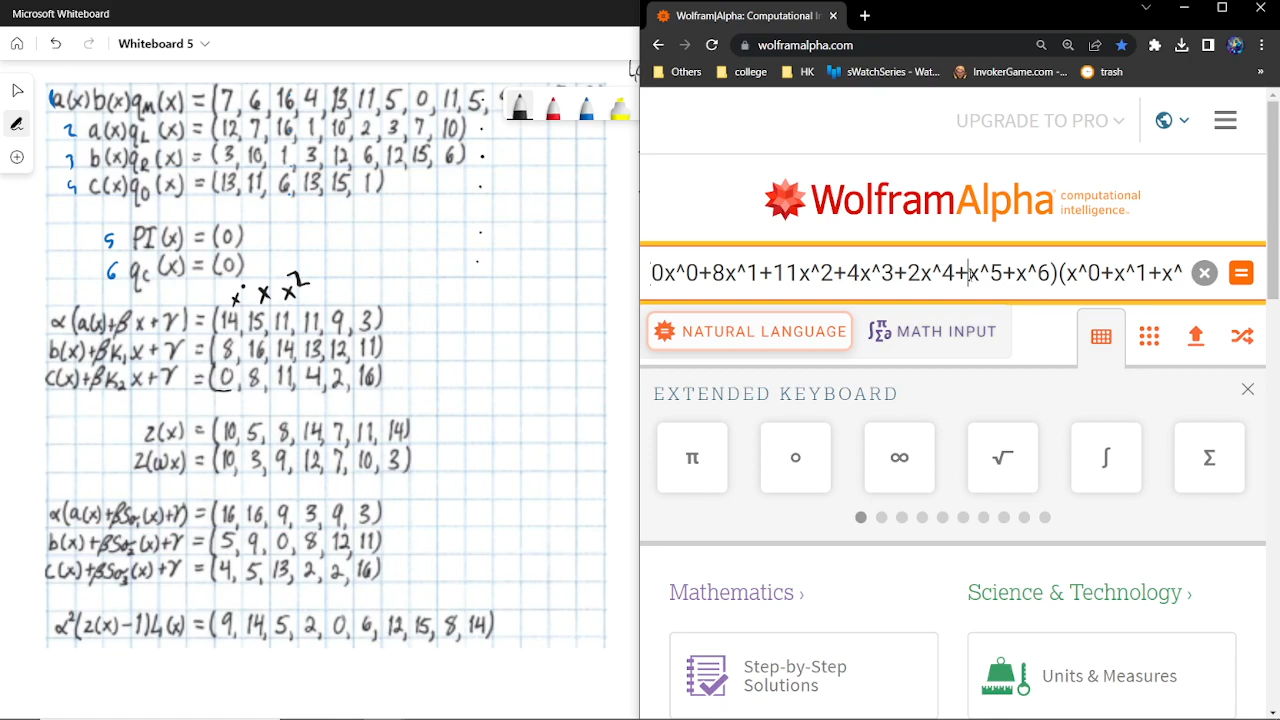 Microsoft Whiteboard
Whiteboard 5
1 a(x)b(x)qM(x) = (7, 6, 16, 4, 13, 11, 5, 0, 11, 5,
2 a(x)qL(x) = (12, 7, 16, 1, 10, 2, 3, 7, 10)
3 b(x)qR(x) = (3, 10, 1, 3, 12, 6, 12, 15, 6)
4 c(x)qO(x) = (13, 11, 6, 13, 15, 1)
5 PI(x) = (0)
6 qC(x) = (0)
x° x x²
α(a(x)+βx+γ) = (14, 15, 11, 11, 9, 3)
b(x)+βK₁x+γ = (8, 16, 14, 13, 12, 11)
c(x)+βK₂x+γ = (0, 8, 11, 4, 2, 16)
z(x) = (10, 5, 8, 14, 7, 11, 14)
z(ωx) = (10, 3, 9, 12, 7, 10, 3)
α(a(x)+βSσ₁(x)+γ) = (16, 16, 9, 3, 9, 3)
b(x)+βSσ₂(x)+γ = (5, 9, 0, 8, 12, 11)
c(x)+βSσ₃(x)+γ = (4, 5, 13, 2, 2, 16)
α²(z(x)-1)L₁(x) = (9, 14, 5, 2, 0, 6, 12, 15, 8, 14)
Wolfram|Alpha: Computational I
wolframalpha.com
Others
college
HK
sWatchSeries - Wat...
InvokerGame.com -...
trash
»
UPGRADE TO PRO
WolframAlpha computational intelligence™
0x^0+8x^1+11x^2+4x^3+2x^4+x^5+x^6)(x^0+x^1+x^
NATURAL LANGUAGE
MATH INPUT
EXTENDED KEYBOARD
π ° ∞ √ ∫ Σ
Mathematics ›
Science & Technology ›
Step-by-Step
Solutions
Units & Measures